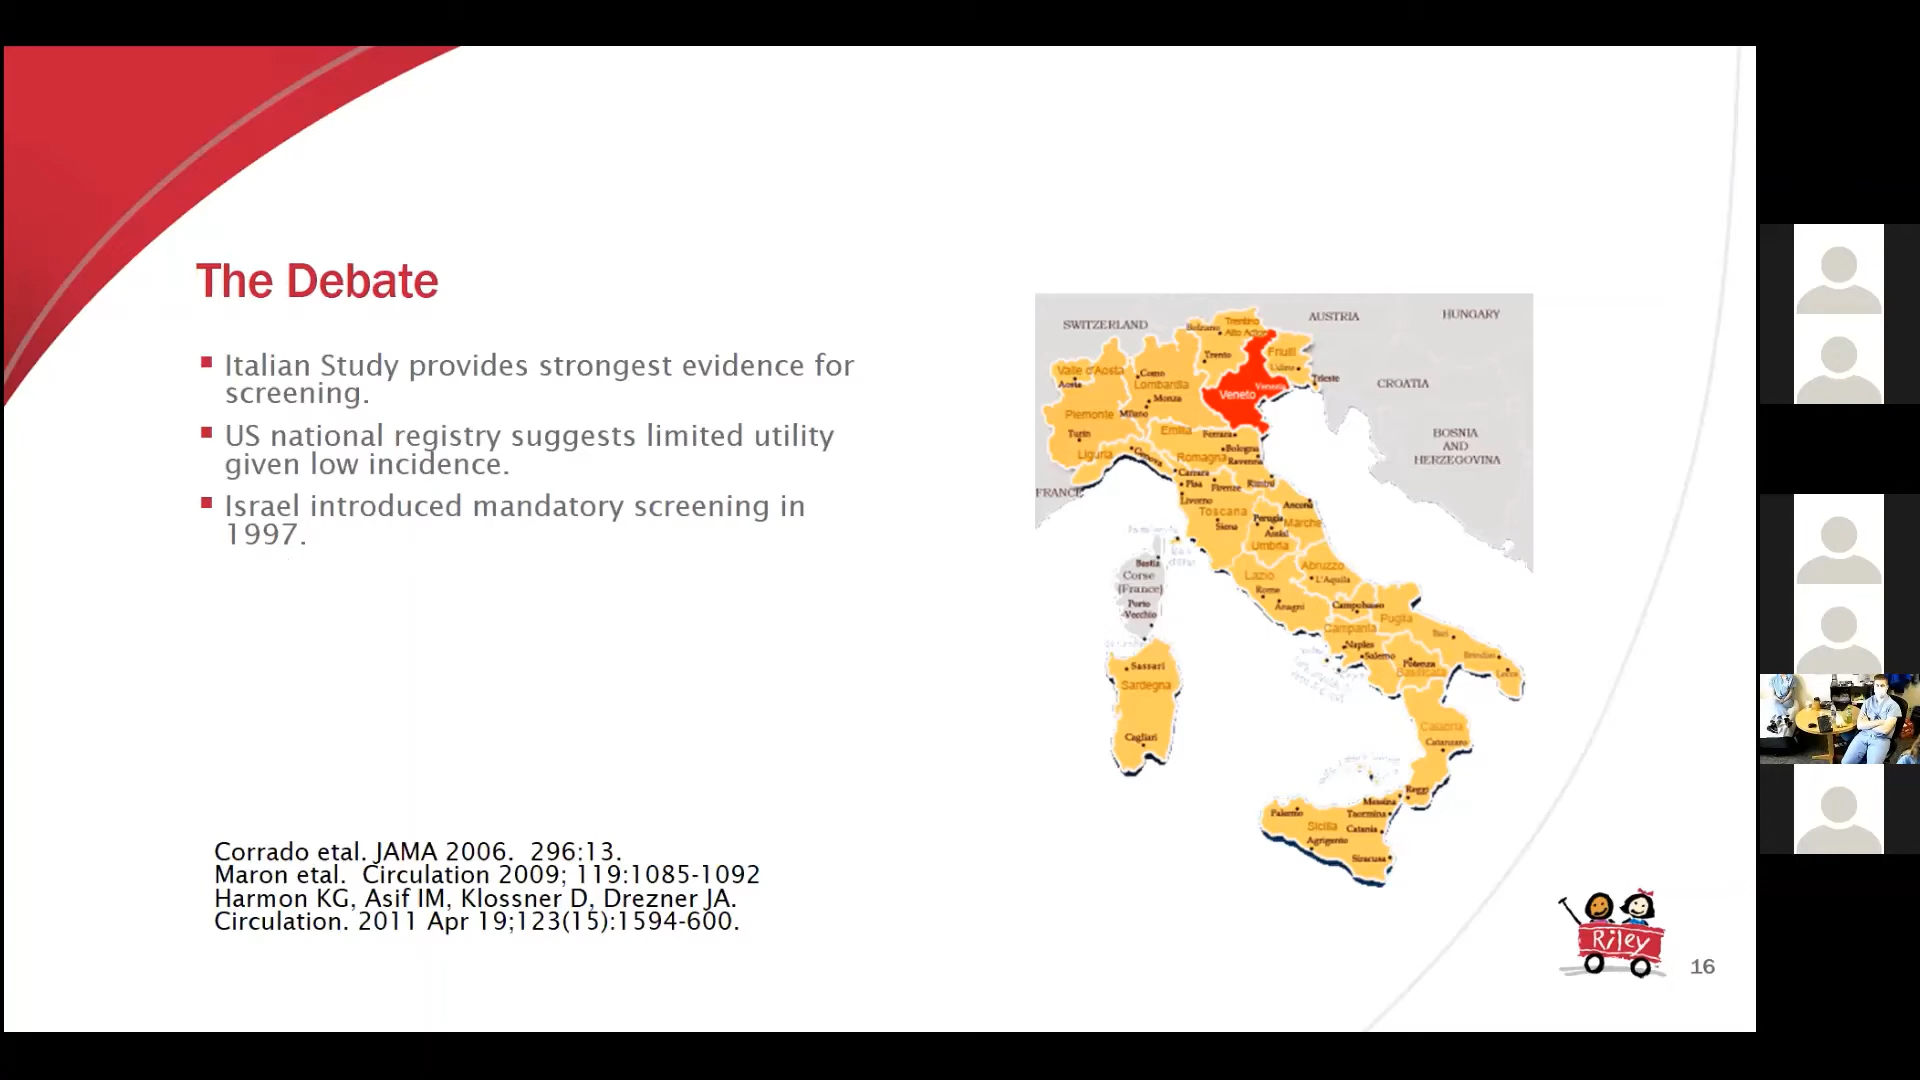 The Debate
Italian Study provides strongest evidence for
screening.
US national registry suggests limited utility
given low incidence.
Israel introduced mandatory screening in
1997.
Corrado etal. JAMA 2006.  296:13.
Maron etal.  Circulation 2009; 119:1085-1092
Harmon KG, Asif IM, Klossner D, Drezner JA.
Circulation. 2011 Apr 19;123(15):1594-600.
SWITZERLAND
AUSTRIA
HUNGARY
Bolzano
Trentino
Alto Adige
Trento
Friuli
Udine
Trieste
CROATIA
Valle d'Aosta
Aosta
Como
Lombardia
Monza
Milano
Veneto
Venezia
Piemonte
Turin
Liguria
Genova
Emilia
Romagna
Ferrara
Bologna
Ravenna
BOSNIA
AND
HERZEGOVINA
FRANCE
Carrara
Pisa
Firenze
Rimini
Livorno
Toscana
Siena
Ancona
Perugia
Marche
Assisi
Umbria
Bastia
Corse
(France)
Porto
-Vecchio
Lazio
Rome
Anagni
Abruzzo
L'Aquila
Campobasso
Campania
Puglia
Bari
Naples
Salerno
Potenza
Basilicata
Brindisi
Lecce
Sassari
Sardegna
Cagliari
Calabria
Catanzaro
Reggio
Messina
Taormina
Palermo
Sicilia
Catania
Agrigento
Siracusa
Riley
16